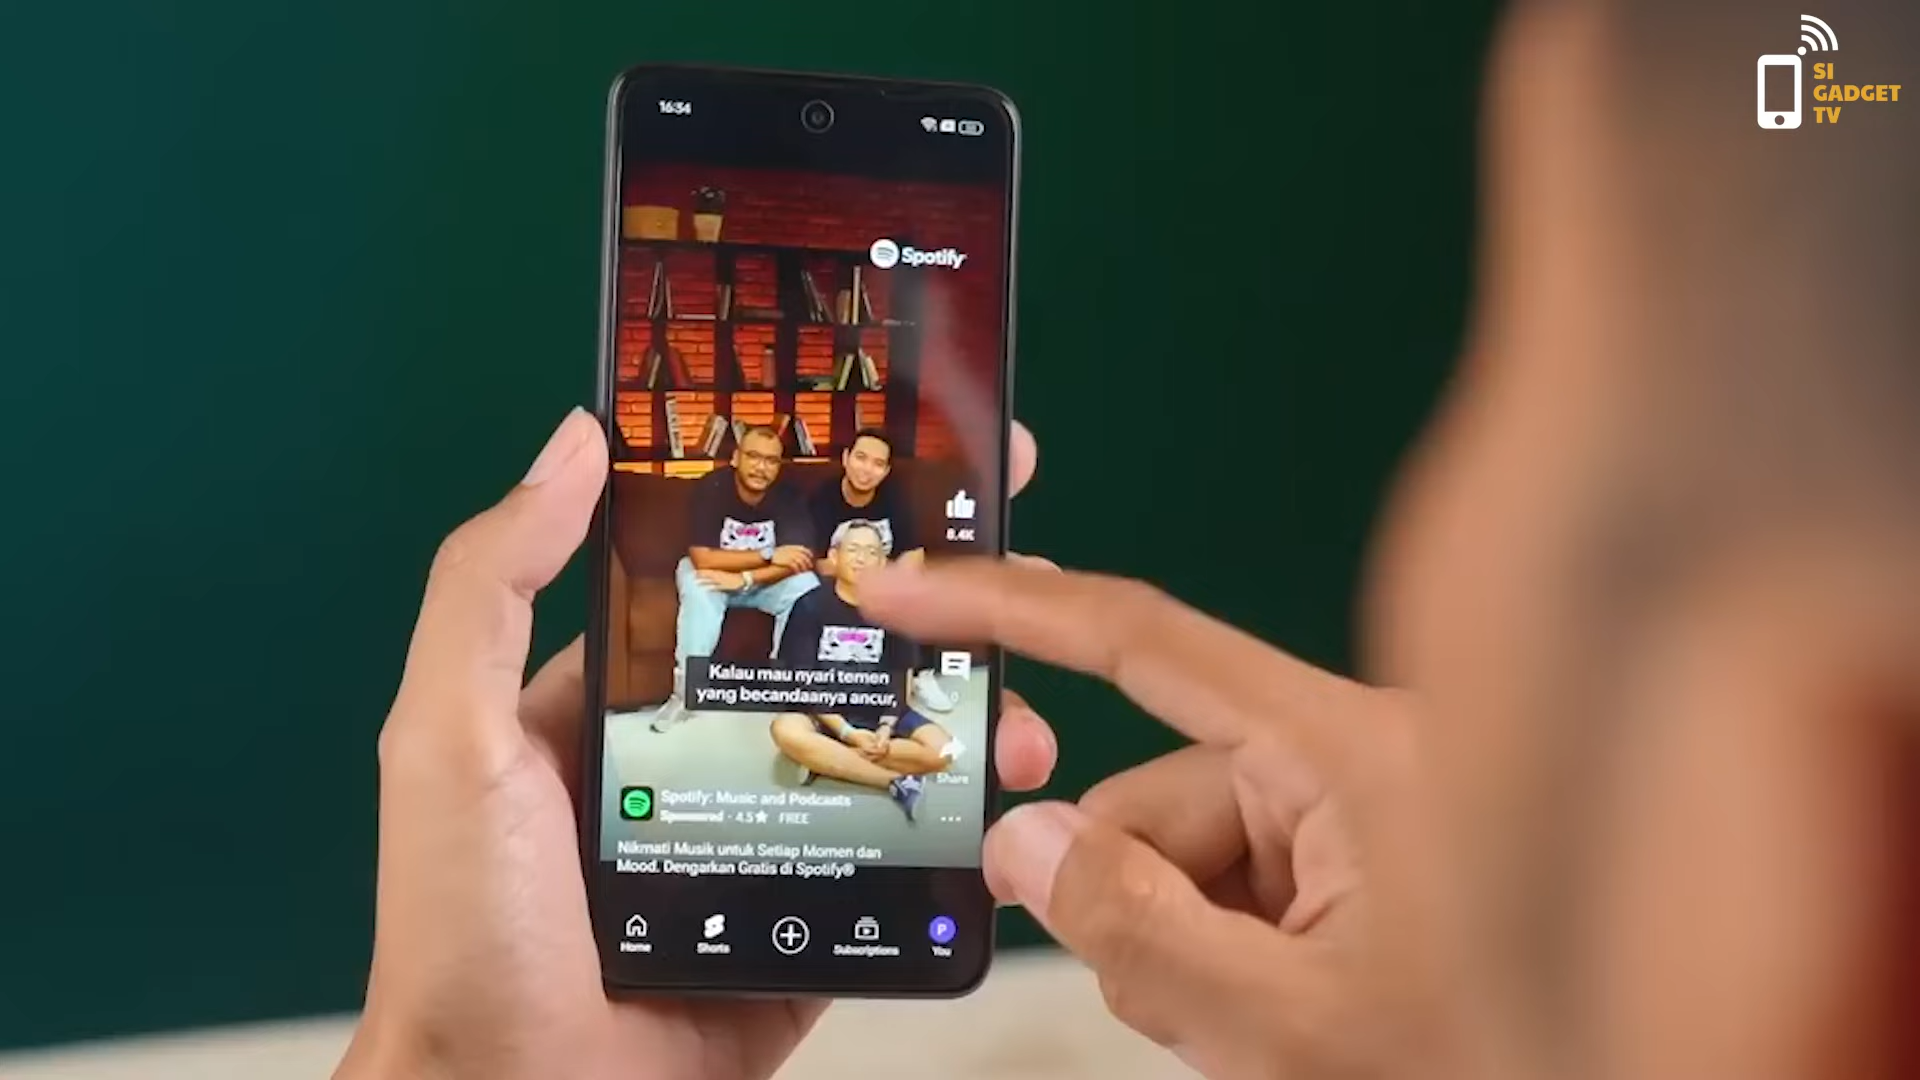 SI
GADGET
TV
16:34
Spotify
8.4K
Kalau mau nyari temen
yang becandaanya ancur,
0
Share
Spotify: Music and Podcasts
Sponsored · 4.5★ FREE
Nikmati Musik untuk Setiap Momen dan
Mood. Dengarkan Gratis di Spotify®
Home
Shorts
Subscriptions
P
You